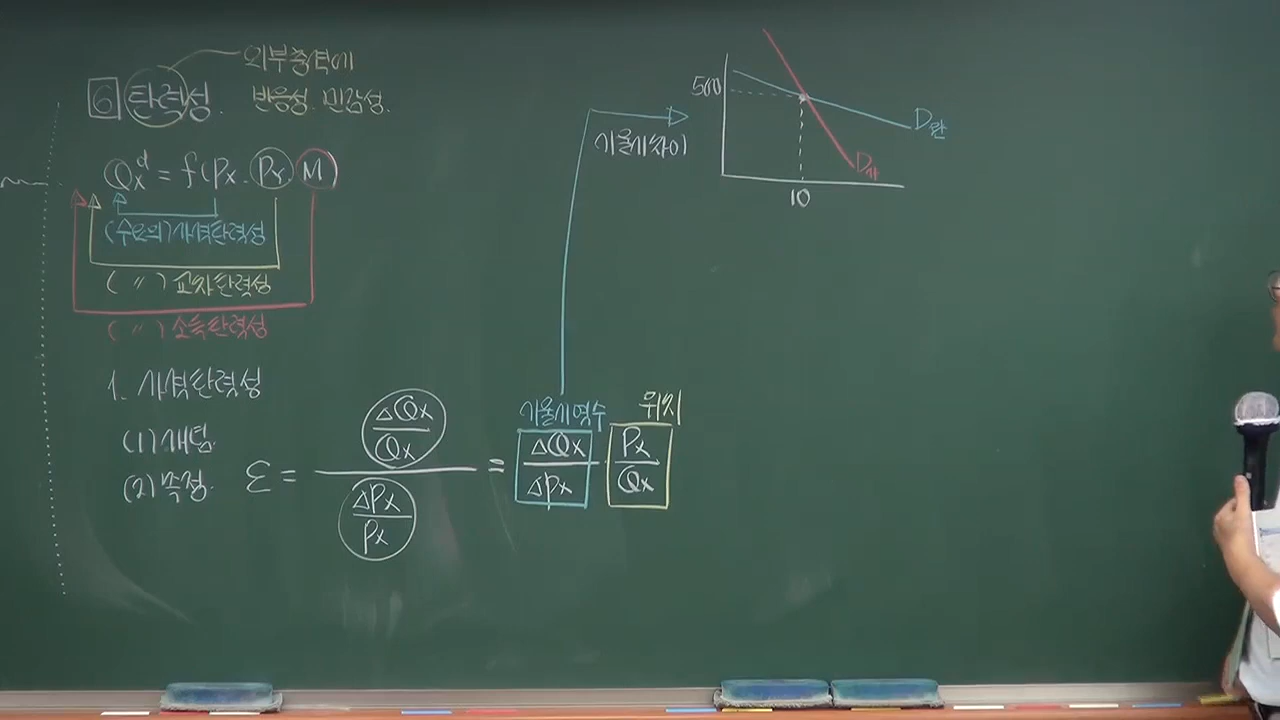 외부충격에
6 탄력성. 반응성. 민감성.
Qxᵈ = f(Px. Pr, M)
(수요의) 가격탄력성
( 〃 ) 교차탄력성
( 〃 ) 소득탄력성
1. 가격탄력성
(1) 개념.
(2) 측정.
ε = (ΔQx/Qx) / (ΔPx/Px) = ΔQx/ΔPx · Px/Qx
기울기역수
위치
기울기차이
500
10
D완
D가